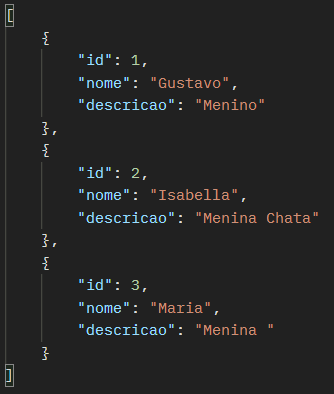 [
{
"id": 1,
"nome": "Gustavo",
"descricao": "Menino"
},
{
"id": 2,
"nome": "Isabella",
"descricao": "Menina Chata"
},
{
"id": 3,
"nome": "Maria",
"descricao": "Menina "
}
]